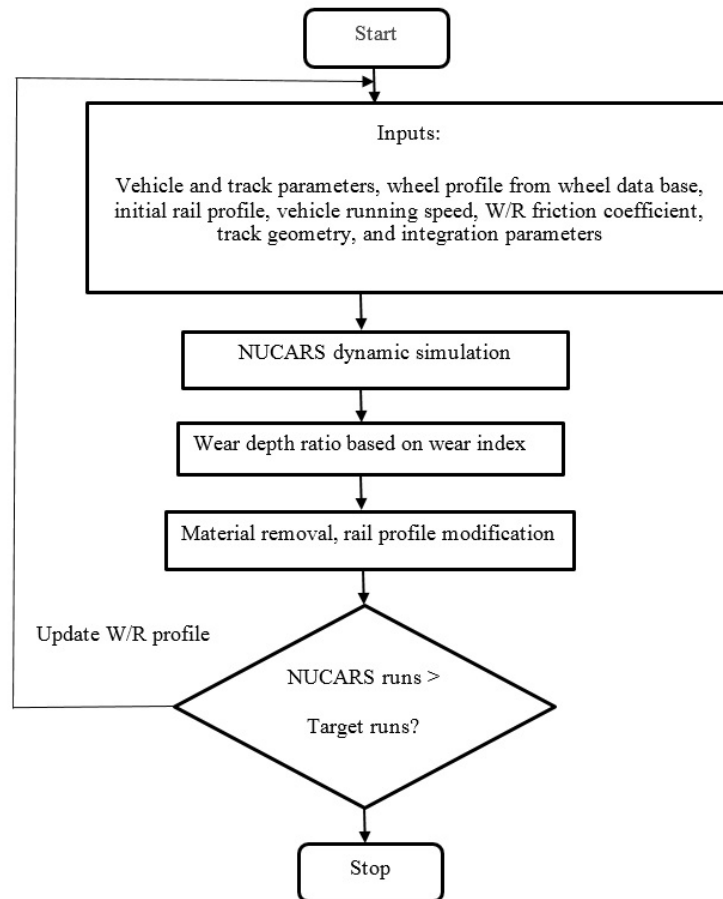 Start
Inputs:
Vehicle and track parameters, wheel profile from wheel data base,
initial rail profile, vehicle running speed, W/R friction coefficient,
track geometry, and integration parameters
NUCARS dynamic simulation
Wear depth ratio based on wear index
Material removal, rail profile modification
Update W/R profile
NUCARS runs >
Target runs?
Stop